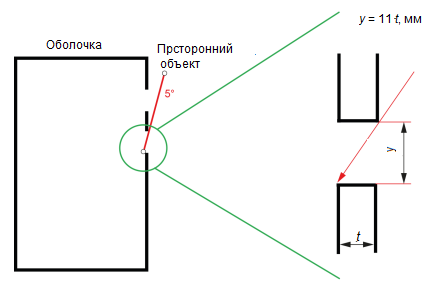 y = 11·t, мм
Оболочка
Прсторонний
объект
5°
y
t